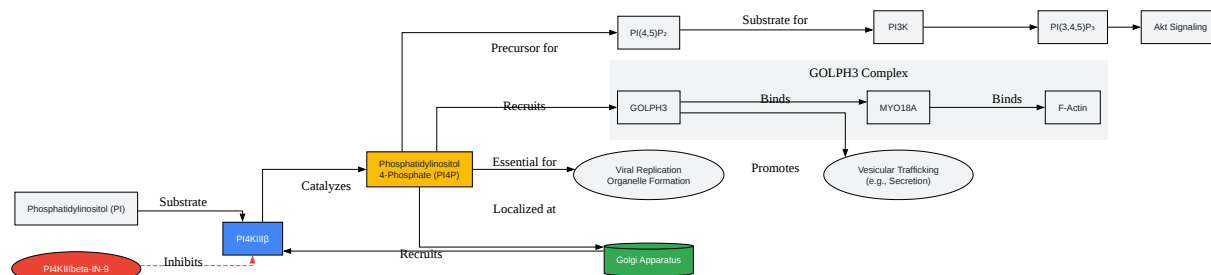 Substrate for
PI(4,5)P₂
PI3K
PI(3,4,5)P₃
Akt Signaling
Precursor for
GOLPH3 Complex
Recruits
GOLPH3
Binds
MYO18A
Binds
F-Actin
Phosphatidylinositol
4-Phosphate (PI4P)
Essential for
Viral Replication
Organelle Formation
Promotes
Vesicular Trafficking
(e.g., Secretion)
Catalyzes
Phosphatidylinositol (PI)
Substrate
Localized at
PI4KIIIβ
Recruits
Golgi Apparatus
PI4KIIIbeta-IN-9
Inhibits